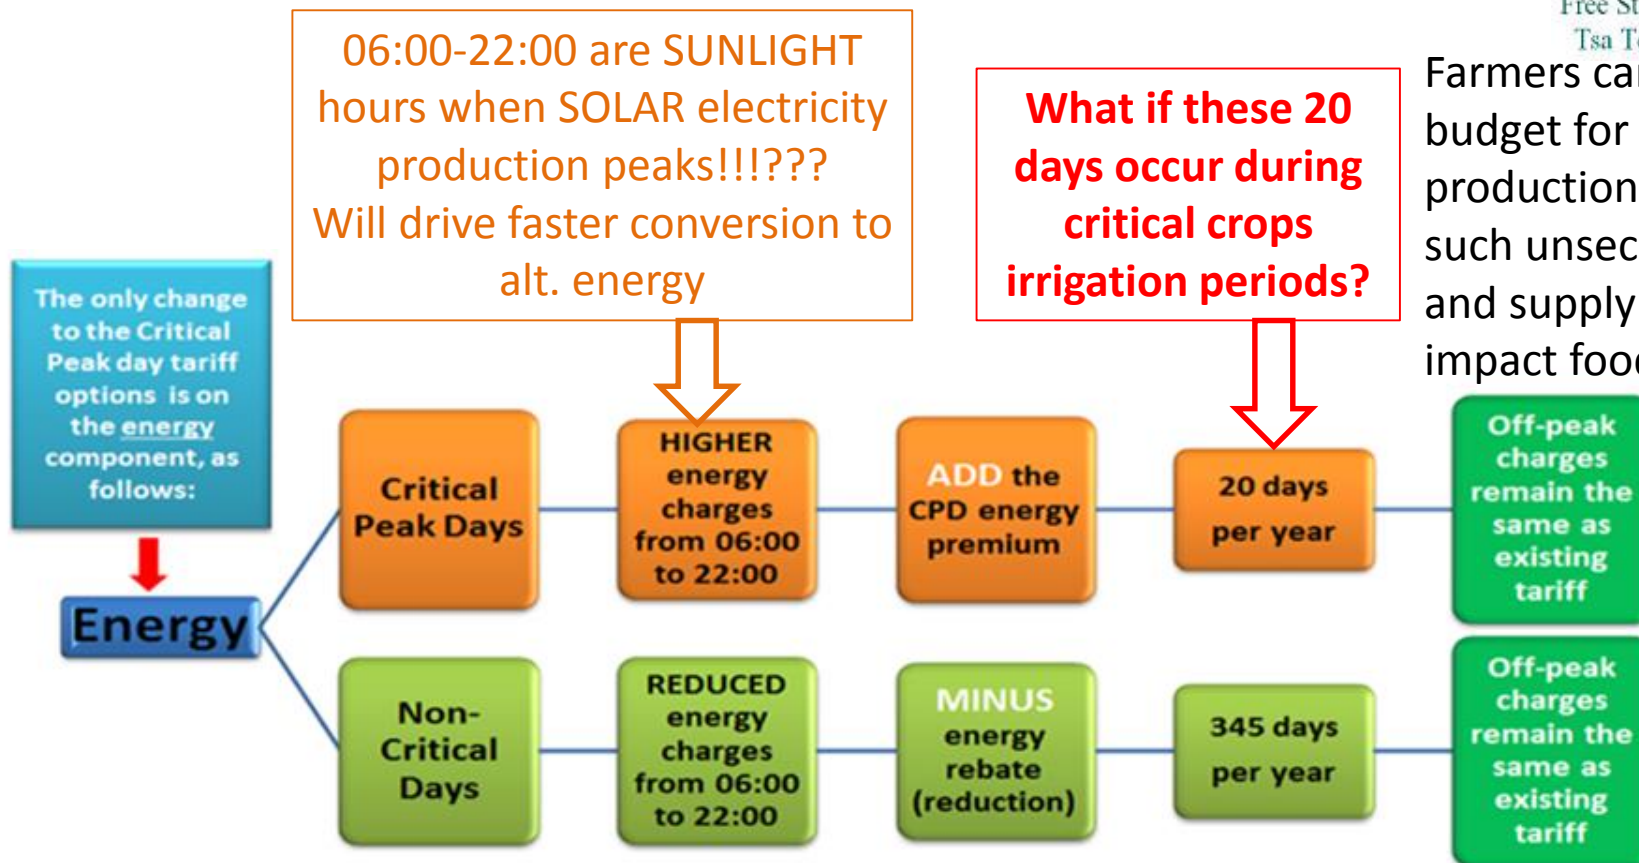 Free
Tsa
06:00-22:00 are SUNLIGHT
hours when SOLAR electricity
production peaks!!!???
Will drive faster conversion to
alt. energy
What if these 20
days occur during
critical crops
irrigation periods?
Farmers
budget for
production
such
and supply
impact
The only change
to the Critical
Peak day tariff
options is on
the energy
component, as
follows:
Energy
Critical
Peak Days
HIGHER
energy
charges
from 06:00
to 22:00
ADD the
CPD energy
premium
20 days
per year
Off-peak
charges
remain the
same as
existing
tariff
Non-
Critical
Days
REDUCED
energy
charges
from 06:00
to 22:00
MINUS
energy
rebate
(reduction)
345 days
per year
Off-peak
charges
remain the
same as
existing
tariff